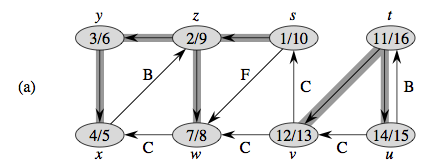 y z s t
3/6 2/9 1/10 11/16
(a) B F C B
4/5 7/8 12/13 14/15
C C C
x w v u